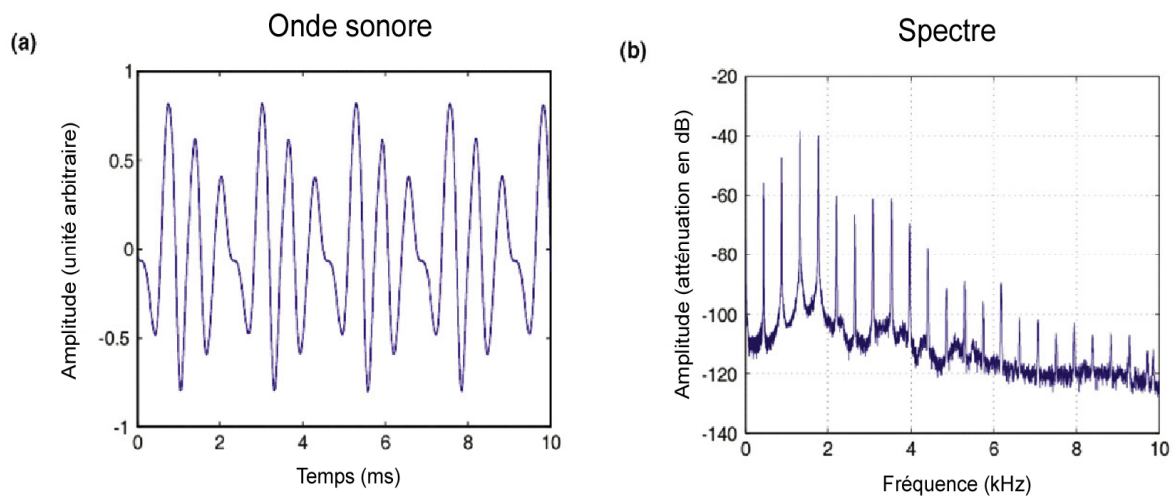 Onde sonore
(a)
Amplitude (unité arbitraire)
1
0.5
0
-0.5
-1
0 2 4 6 8 10
Temps (ms)
Spectre
(b)
Amplitude (atténuation en dB)
-20
-40
-60
-80
-100
-120
-140
0 2 4 6 8 10
Fréquence (kHz)